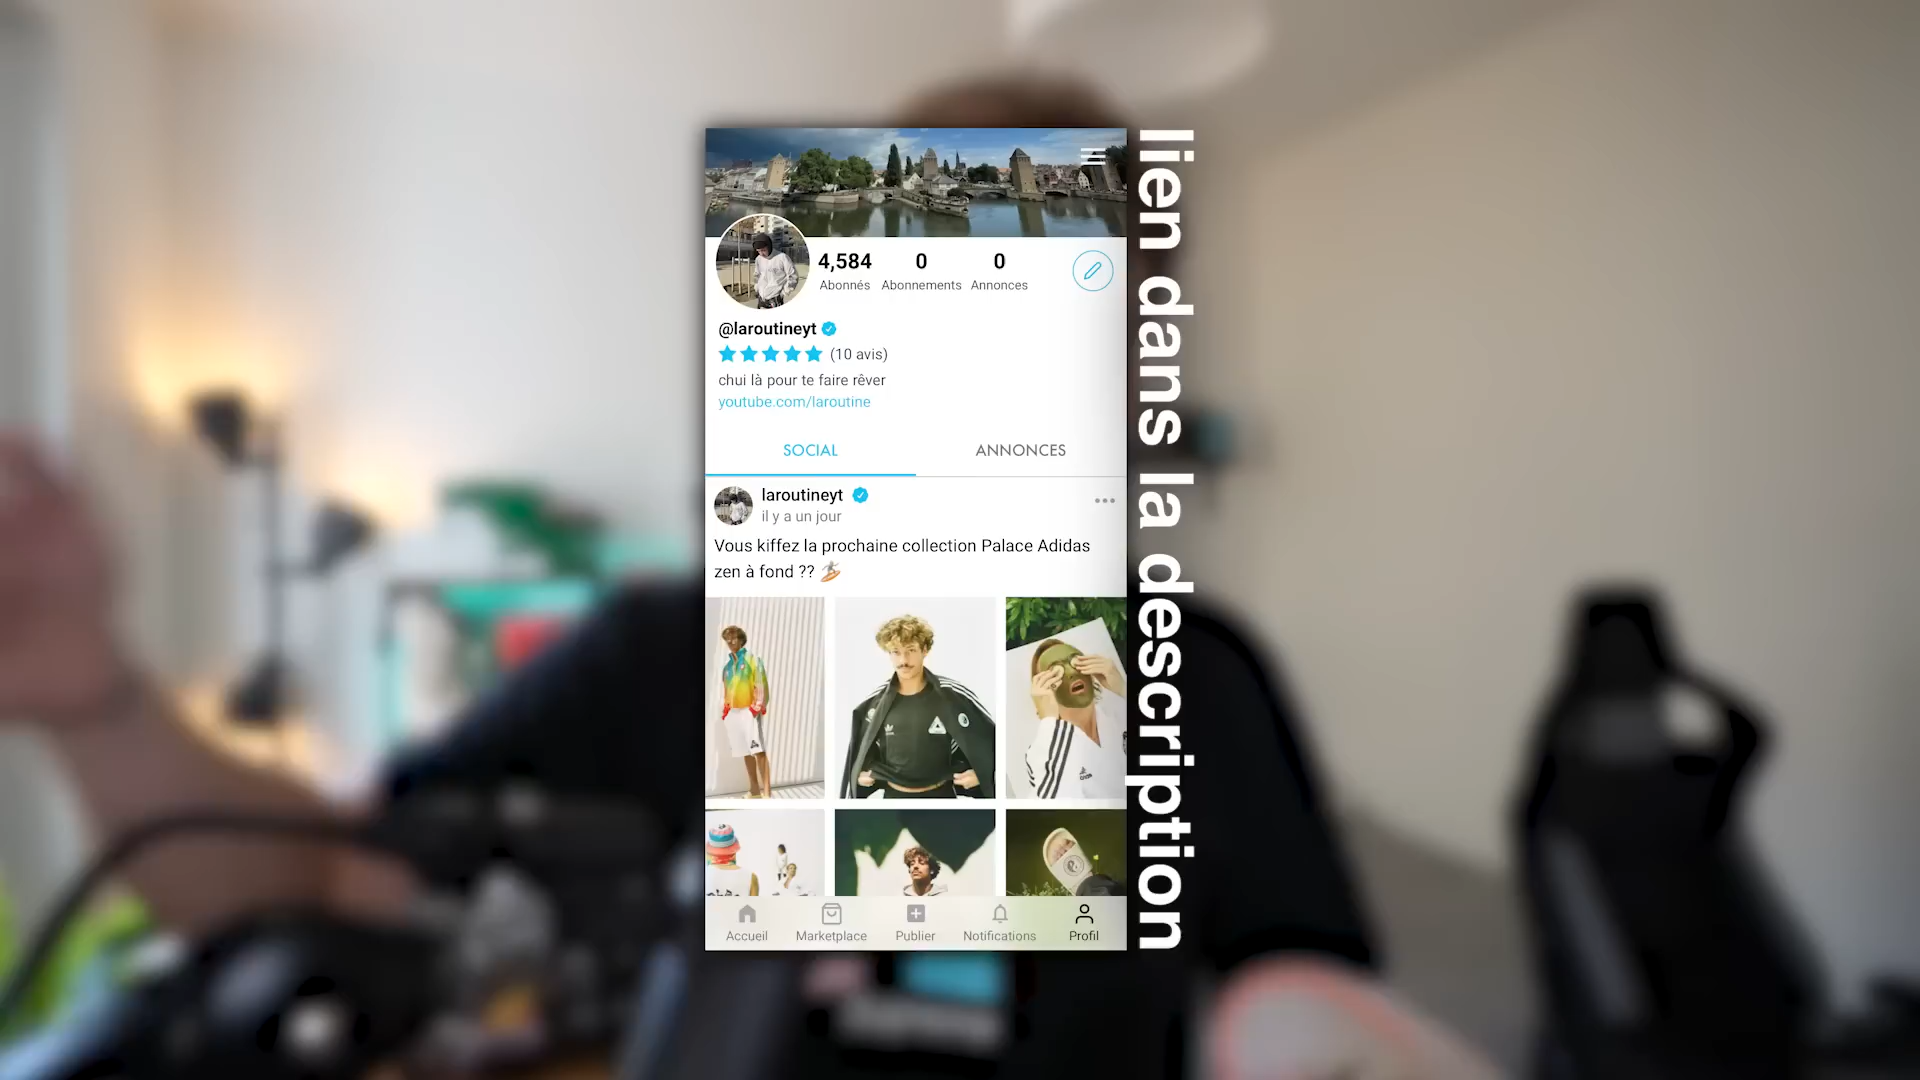 4,584
0
0
Abonnés
Abonnements
Annonces
@laroutineyt
(10 avis)
chui là pour te faire rêver
youtube.com/laroutine
SOCIAL
ANNONCES
laroutineyt
il y a un jour
Vous kiffez la prochaine collection Palace Adidas
zen à fond ?? 🏄
Accueil
Marketplace
Publier
Notifications
Profil
lien dans la description